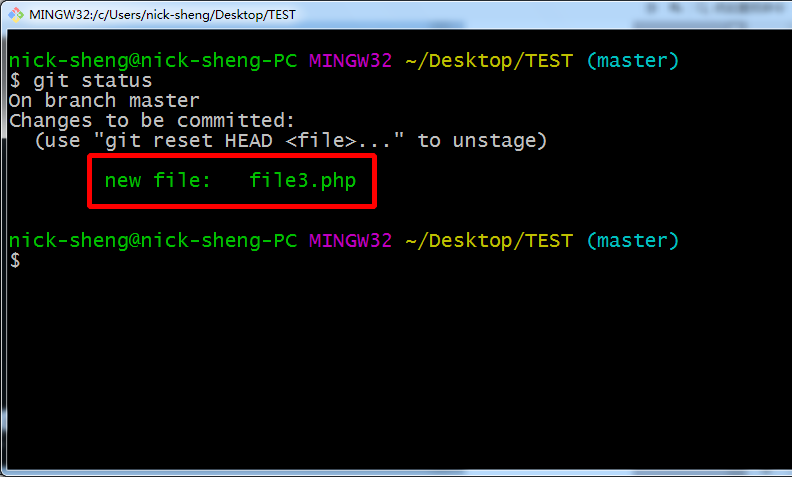 MINGW32:/c/Users/nick-sheng/Desktop/TEST
nick-sheng@nick-sheng-PC MINGW32 ~/Desktop/TEST (master)
$ git status
On branch master
Changes to be committed:
  (use "git reset HEAD <file>..." to unstage)
        new file:   file3.php
nick-sheng@nick-sheng-PC MINGW32 ~/Desktop/TEST (master)
$